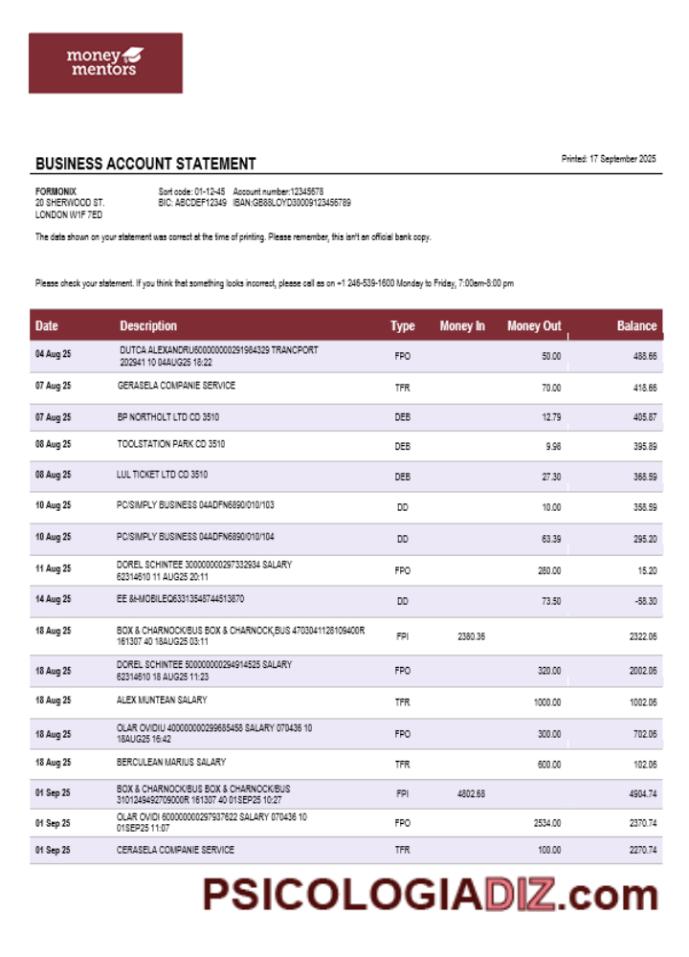 money
mentors
BUSINESS ACCOUNT STATEMENT
Printed: 17 September 2025
FORMONIX Sort code: 01-12-45 Account number:12345678
20 SHERWOOD ST. BIC: ABCDEF12349 IBAN:GB88LOYD30009123456789
LONDON W1F 7ED
The data shown on your statement was correct at the time of printing. Please remember, this isn't an official bank copy.
Please check your statement. If you think that something looks incorrect, please call as on +1 246-539-1600 Monday to Friday, 7:00am-8:00 pm
Date Description Type Money In Money Out Balance
04 Aug 25 DUTCA ALEXANDRU600000000291984329 TRANCPORT FPO 50.00 488.66
202941 10 04AUG25 18:22
07 Aug 25 GERASELA COMPANIE SERVICE TFR 70.00 418.66
07 Aug 25 BP NORTHOLT LTD CD 3510 DEB 12.79 405.87
08 Aug 25 TOOLSTATION PARK CD 3510 DEB 9.98 395.89
08 Aug 25 LUL TICKET LTD CD 3510 DEB 27.30 368.59
10 Aug 25 PC/SIMPLY BUSINESS 04ADFN6890/010/103 DD 10.00 358.59
10 Aug 25 PC/SIMPLY BUSINESS 04ADFN6890/010/104 DD 63.39 295.20
11 Aug 25 DOREL SCHINTEE 300000000297332934 SALARY FPO 280.00 15.20
62314610 11 AUG25 20:11
14 Aug 25 EE &I-MOBILEQ63313548744513870 DD 73.50 -58.30
18 Aug 25 BOX & CHARNOCK/BUS BOX & CHARNOCK,BUS 4703041128109400R FPI 2380.36 2322.06
161307 40 18AUG25 03:11
18 Aug 25 DOREL SCHINTEE 500000000294914525 SALARY FPO 320.00 2002.06
62314610 18 AUG25 11:23
18 Aug 25 ALEX MUNTEAN SALARY TFR 1000.00 1002.06
18 Aug 25 OLAR OVIDIU 400000000299685458 SALARY 070436 10 FPO 300.00 702.06
18AUG25 16:42
18 Aug 25 BERCULEAN MARIUS SALARY TFR 600.00 102.06
01 Sep 25 BOX & CHARNOCK/BUS BOX & CHARNOCK/BUS FPI 4802.68 4904.74
3101249492709000R 161307 40 01SEP25 10:27
01 Sep 25 OLAR OVIDI 600000000297937622 SALARY 070436 10 FPO 2534.00 2370.74
01SEP25 11:07
01 Sep 25 CERASELA COMPANIE SERVICE TFR 100.00 2270.74
PSICOLOGIADIZ.com